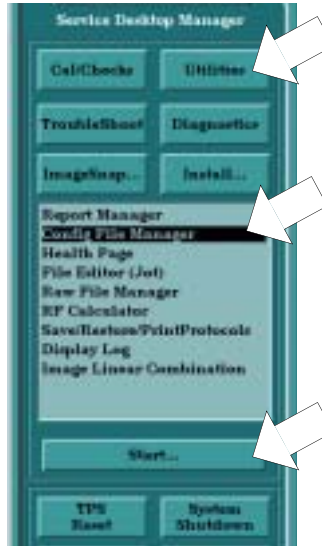 Service Desktop Manager
Cal/Checks Utilities
TroubleShoot Diagnostics
ImageSnap... Install...
Report Manager
Config File Manager
Health Page
File Editor (Jot)
Raw File Manager
RF Calculator
Save/Restore/PrintProtocols
Display Log
Image Linear Combination
Start...
TPS System
Reset Shutdown